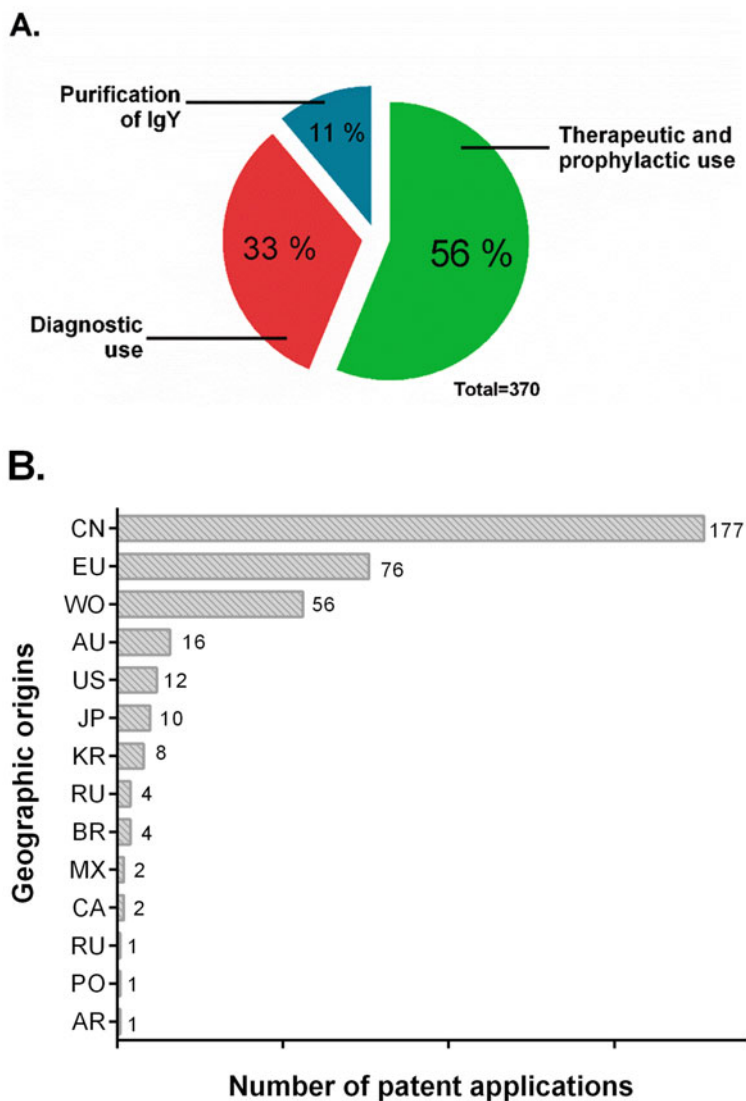 A.
Purification
of IgY
11 %
Therapeutic and
prophylactic use
33 %
56 %
Diagnostic
use
Total=370
B.
Geographic origins
CN 177
EU 76
WO 56
AU 16
US 12
JP 10
KR 8
RU 4
BR 4
MX 2
CA 2
RU 1
PO 1
AR 1
Number of patent applications